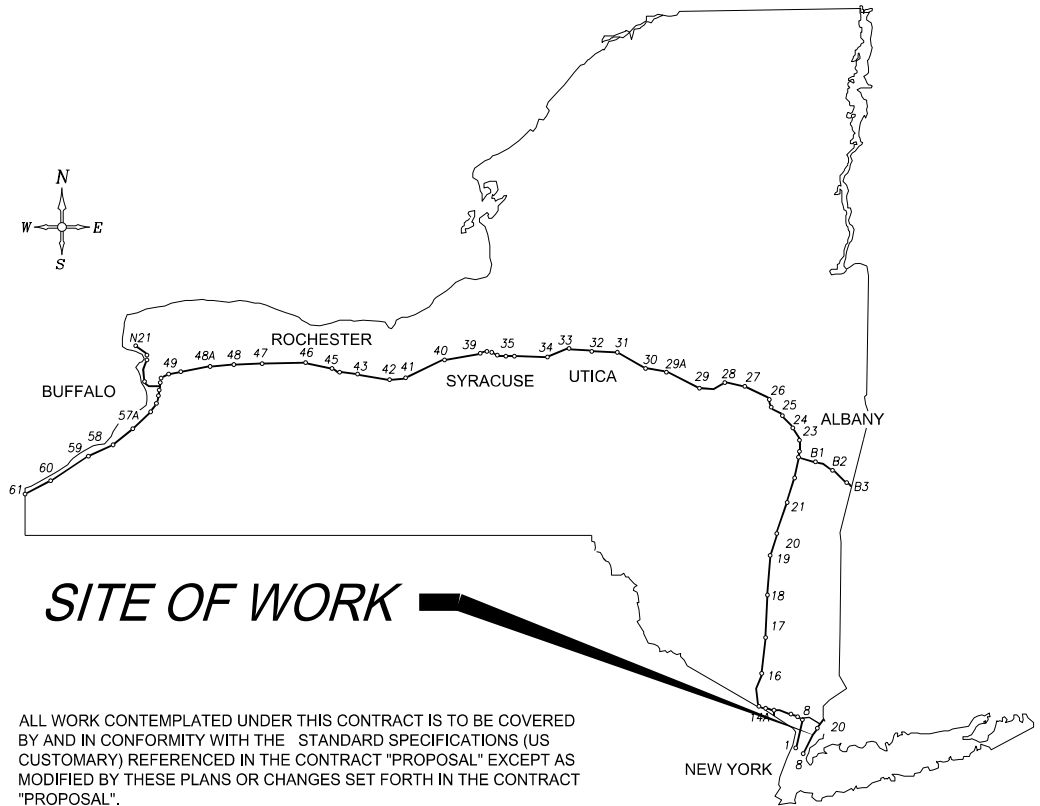 N
W E
S
N21
ROCHESTER
49 48A 48 47 46 45 43 42 41 40 39 35 34 33 32 31 30 29A 29 28 27 26 25 24 23
SYRACUSE
UTICA
BUFFALO
ALBANY
57A
58
59
60
61
B1
B2
B3
21
20
19
18
17
16
14A
8
20
1
8
SITE OF WORK
NEW YORK
ALL WORK CONTEMPLATED UNDER THIS CONTRACT IS TO BE COVERED
BY AND IN CONFORMITY WITH THE STANDARD SPECIFICATIONS (US
CUSTOMARY) REFERENCED IN THE CONTRACT "PROPOSAL" EXCEPT AS
MODIFIED BY THESE PLANS OR CHANGES SET FORTH IN THE CONTRACT
"PROPOSAL".